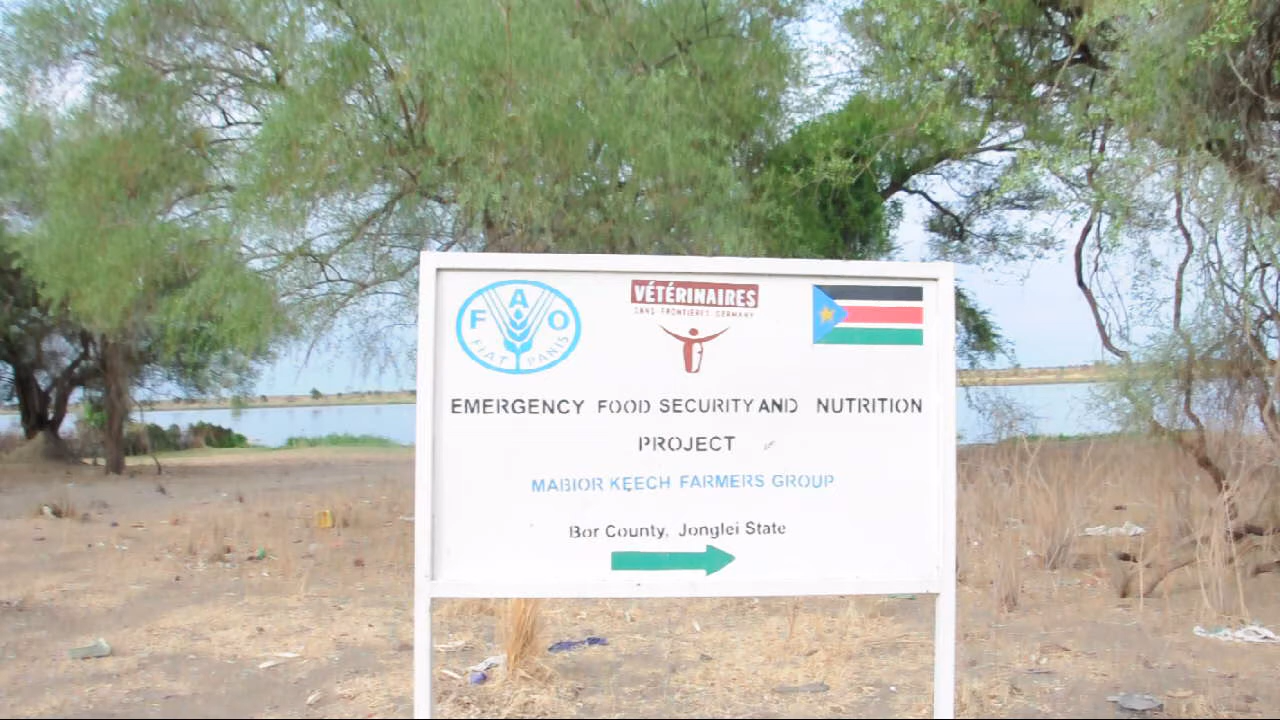 F A O
FIAT PANIS
VÉTÉRINAIRES
SANS FRONTIÈRES GERMANY
EMERGENCY FOOD SECURITY AND NUTRITION
PROJECT
MABIOR KEECH FARMERS GROUP
Bor County, Jonglei State